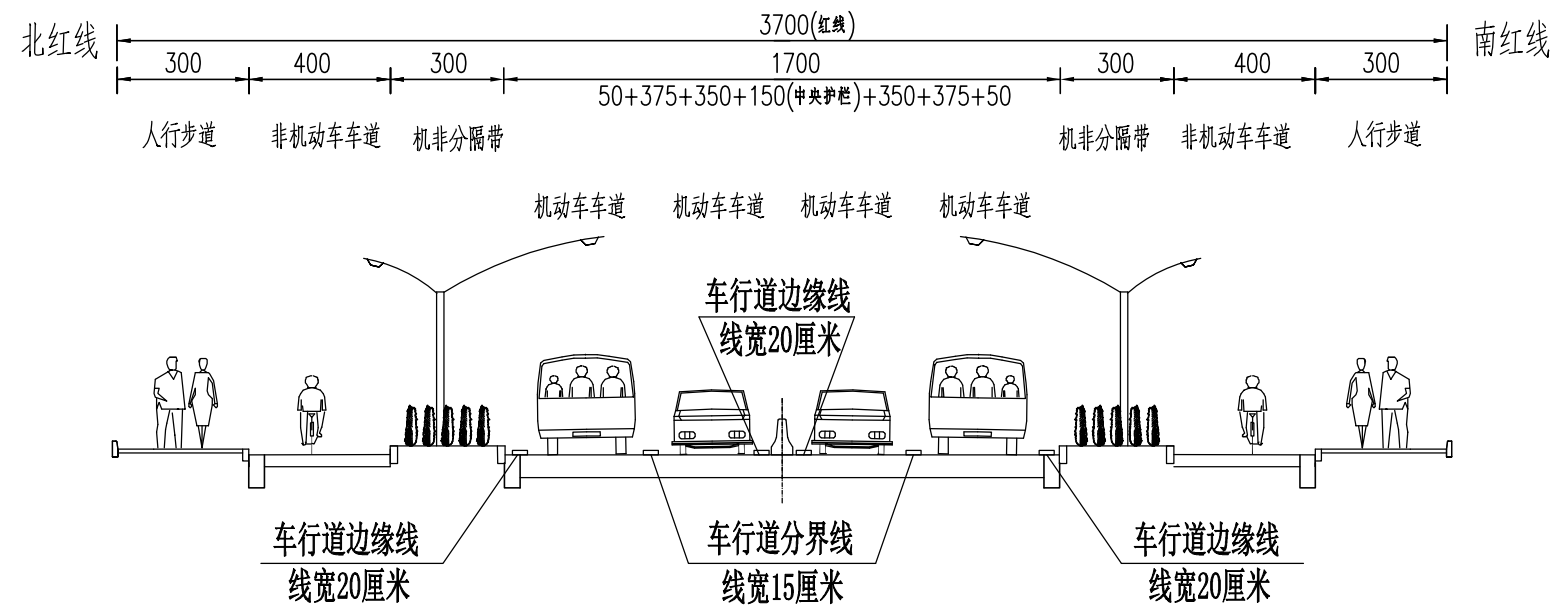 北红线
3700(红线)
南红线
300
400
300
1700
300
400
300
50+375+350+150(中央护栏)+350+375+50
人行步道
非机动车车道
机非分隔带
机非分隔带
非机动车车道
人行步道
机动车车道
机动车车道
机动车车道
机动车车道
车行道边缘线
线宽20厘米
车行道边缘线
线宽20厘米
车行道分界线
线宽15厘米
车行道边缘线
线宽20厘米